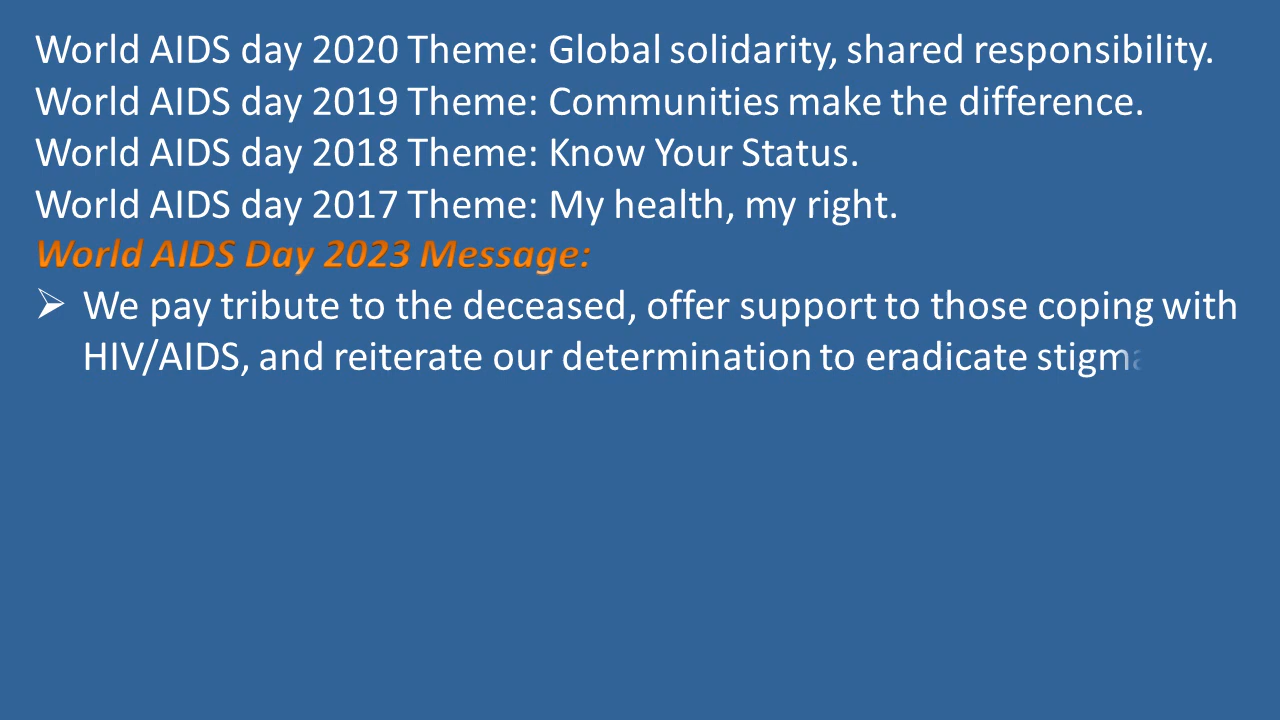 World AIDS day 2020 Theme: Global solidarity, shared responsibility.
World AIDS day 2019 Theme: Communities make the difference.
World AIDS day 2018 Theme: Know Your Status.
World AIDS day 2017 Theme: My health, my right.
World AIDS Day 2023 Message:
➢ We pay tribute to the deceased, offer support to those coping with
HIV/AIDS, and reiterate our determination to eradicate stigma